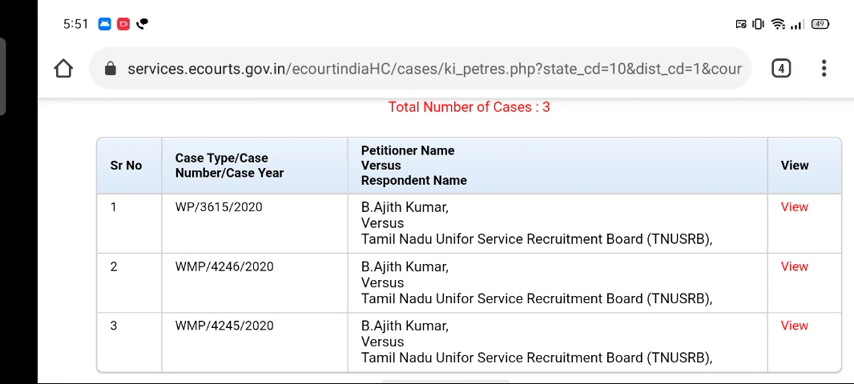 5:51
49
services.ecourts.gov.in/ecourtindiaHC/cases/ki_petres.php?state_cd=10&dist_cd=1&cour
4
Total Number of Cases : 3
Sr No
Case Type/Case
Number/Case Year
Petitioner Name
Versus
Respondent Name
View
1
WP/3615/2020
B.Ajith Kumar,
Versus
Tamil Nadu Unifor Service Recruitment Board (TNUSRB),
View
2
WMP/4246/2020
B.Ajith Kumar,
Versus
Tamil Nadu Unifor Service Recruitment Board (TNUSRB),
View
3
WMP/4245/2020
B.Ajith Kumar,
Versus
Tamil Nadu Unifor Service Recruitment Board (TNUSRB),
View